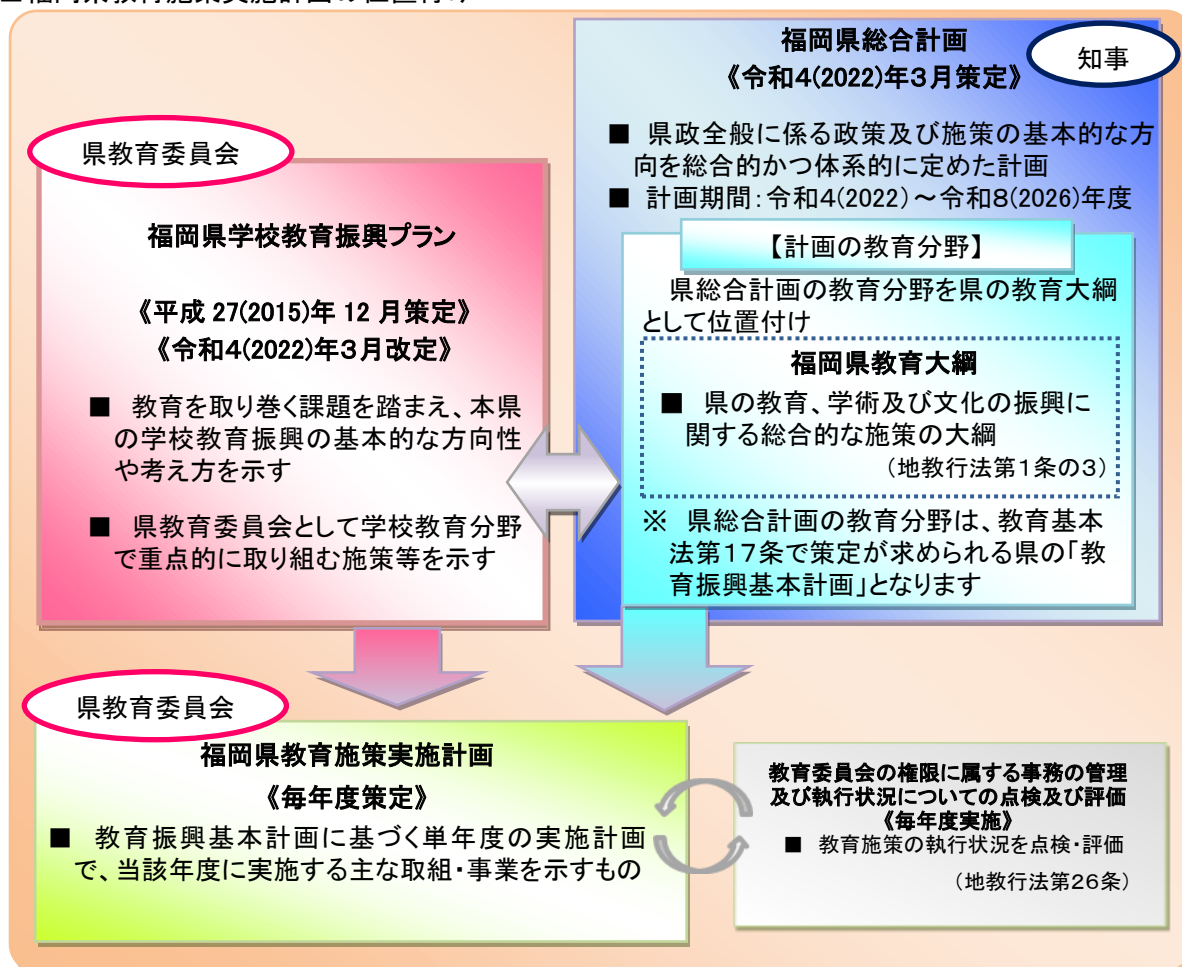 福岡県総合計画
《令和4(2022)年3月策定》
知事
■ 県政全般に係る政策及び施策の基本的な方
向を総合的かつ体系的に定めた計画
■ 計画期間：令和4(2022)～令和8(2026)年度
【計画の教育分野】
県総合計画の教育分野を県の教育大綱
として位置付け
福岡県教育大綱
■ 県の教育、学術及び文化の振興に
関する総合的な施策の大綱
（地教行法第1条の3）
※ 県総合計画の教育分野は、教育基本
法第17条で策定が求められる県の「教
育振興基本計画」となります
県教育委員会
福岡県学校教育振興プラン
《平成 27(2015)年 12 月策定》
《令和4(2022)年3月改定》
■ 教育を取り巻く課題を踏まえ、本県
の学校教育振興の基本的な方向性
や考え方を示す
■ 県教育委員会として学校教育分野
で重点的に取り組む施策等を示す
県教育委員会
福岡県教育施策実施計画
《毎年度策定》
■ 教育振興基本計画に基づく単年度の実施計画
で、当該年度に実施する主な取組・事業を示すもの
教育委員会の権限に属する事務の管理
及び執行状況についての点検及び評価
《毎年度実施》
■ 教育施策の執行状況を点検・評価
（地教行法第26条）